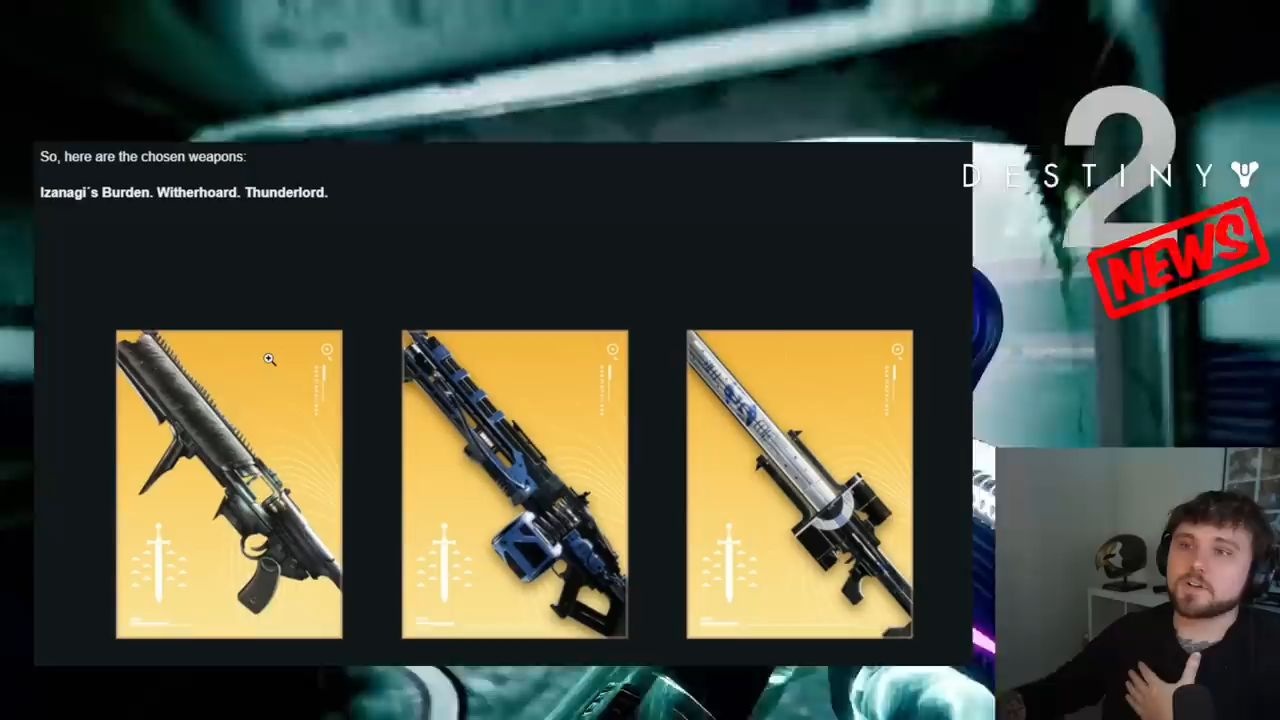 So, here are the chosen weapons:
Izanagi´s Burden. Witherhoard. Thunderlord.
2
DESTINY
NEWS